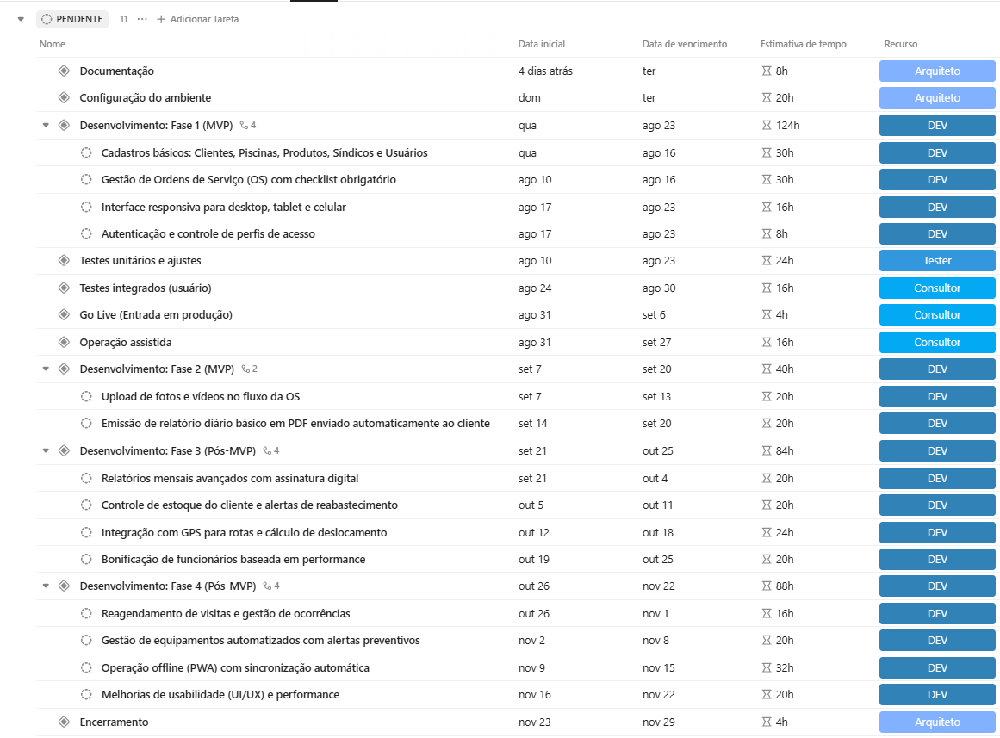 PENDENTE 11 ... + Adicionar Tarefa
Nome Data inicial Data de vencimento Estimativa de tempo Recurso
Documentação 4 dias atrás ter 8h Arquiteto
Configuração do ambiente dom ter 20h Arquiteto
Desenvolvimento: Fase 1 (MVP) 4 qua ago 23 124h DEV
Cadastros básicos: Clientes, Piscinas, Produtos, Síndicos e Usuários qua ago 16 30h DEV
Gestão de Ordens de Serviço (OS) com checklist obrigatório ago 10 ago 16 30h DEV
Interface responsiva para desktop, tablet e celular ago 17 ago 23 16h DEV
Autenticação e controle de perfis de acesso ago 17 ago 23 8h DEV
Testes unitários e ajustes ago 10 ago 23 24h Tester
Testes integrados (usuário) ago 24 ago 30 16h Consultor
Go Live (Entrada em produção) ago 31 set 6 4h Consultor
Operação assistida ago 31 set 27 16h Consultor
Desenvolvimento: Fase 2 (MVP) 2 set 7 set 20 40h DEV
Upload de fotos e vídeos no fluxo da OS set 7 set 13 20h DEV
Emissão de relatório diário básico em PDF enviado automaticamente ao cliente set 14 set 20 20h DEV
Desenvolvimento: Fase 3 (Pós-MVP) 4 set 21 out 25 84h DEV
Relatórios mensais avançados com assinatura digital set 21 out 4 20h DEV
Controle de estoque do cliente e alertas de reabastecimento out 5 out 11 20h DEV
Integração com GPS para rotas e cálculo de deslocamento out 12 out 18 24h DEV
Bonificação de funcionários baseada em performance out 19 out 25 20h DEV
Desenvolvimento: Fase 4 (Pós-MVP) 4 out 26 nov 22 88h DEV
Reagendamento de visitas e gestão de ocorrências out 26 nov 1 16h DEV
Gestão de equipamentos automatizados com alertas preventivos nov 2 nov 8 20h DEV
Operação offline (PWA) com sincronização automática nov 9 nov 15 32h DEV
Melhorias de usabilidade (UI/UX) e performance nov 16 nov 22 20h DEV
Encerramento nov 23 nov 29 4h Arquiteto